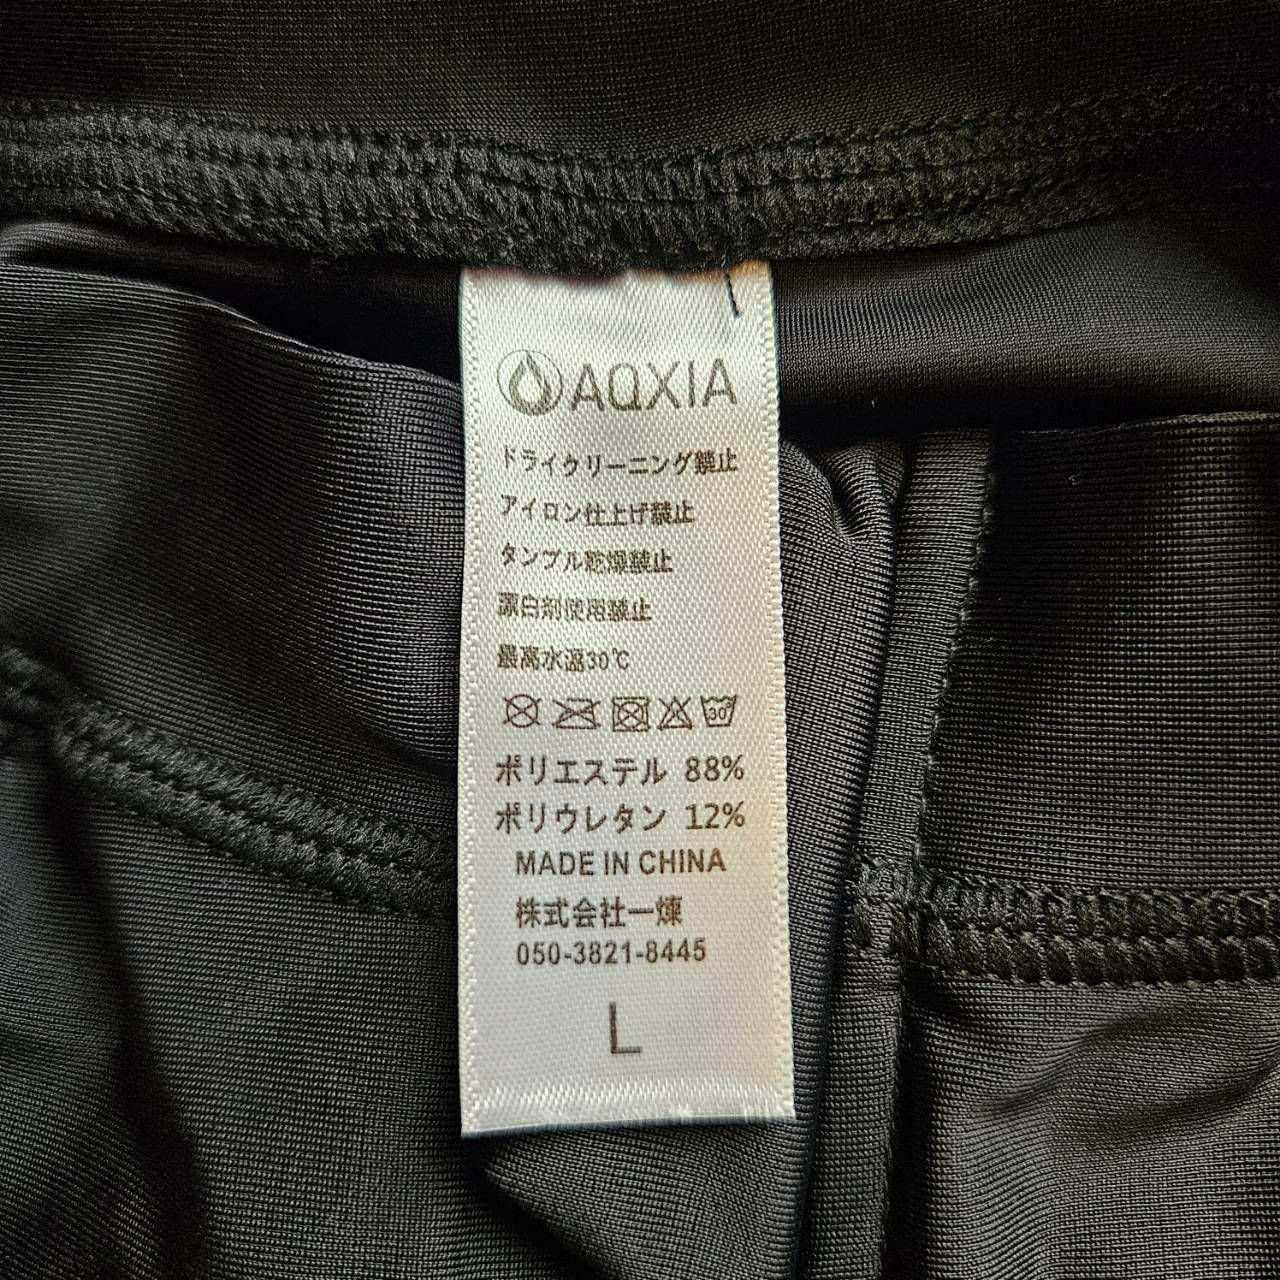 AQXIA
ドライクリーニング禁止
アイロン仕上げ禁止
タンブル乾燥禁止
漂白剤使用禁止
最高水温30℃
30
ポリエステル 88%
ポリウレタン 12%
MADE IN CHINA
株式会社一煉
050-3821-8445
L